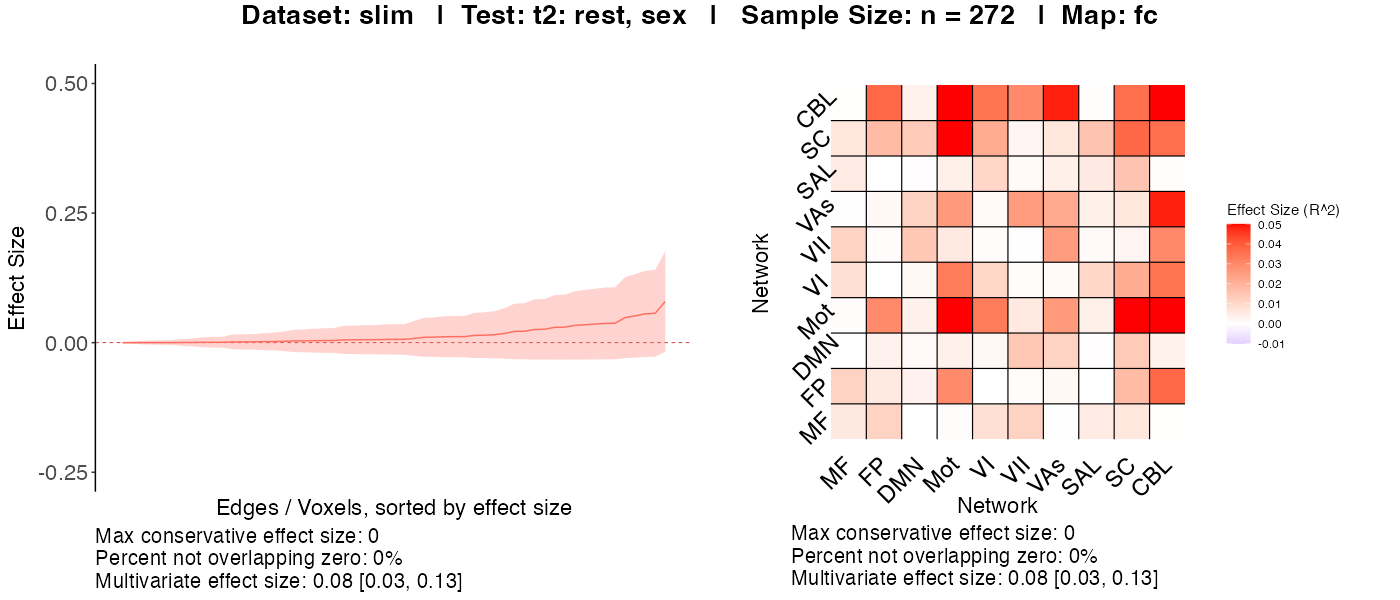 Dataset: slim | Test: t2: rest, sex | Sample Size: n = 272 | Map: fc
0.50
0.25
0.00
-0.25
Effect Size
Edges / Voxels, sorted by effect size
Max conservative effect size: 0
Percent not overlapping zero: 0%
Multivariate effect size: 0.08 [0.03, 0.13]
Network
CBL
SC
SAL
VAs
VII
VI
Mot
DMN
FP
MF
MF
FP
DMN
Mot
VI
VII
VAs
SAL
SC
CBL
Network
Effect Size (R^2)
0.05
0.04
0.03
0.02
0.01
0.00
-0.01
Max conservative effect size: 0
Percent not overlapping zero: 0%
Multivariate effect size: 0.08 [0.03, 0.13]